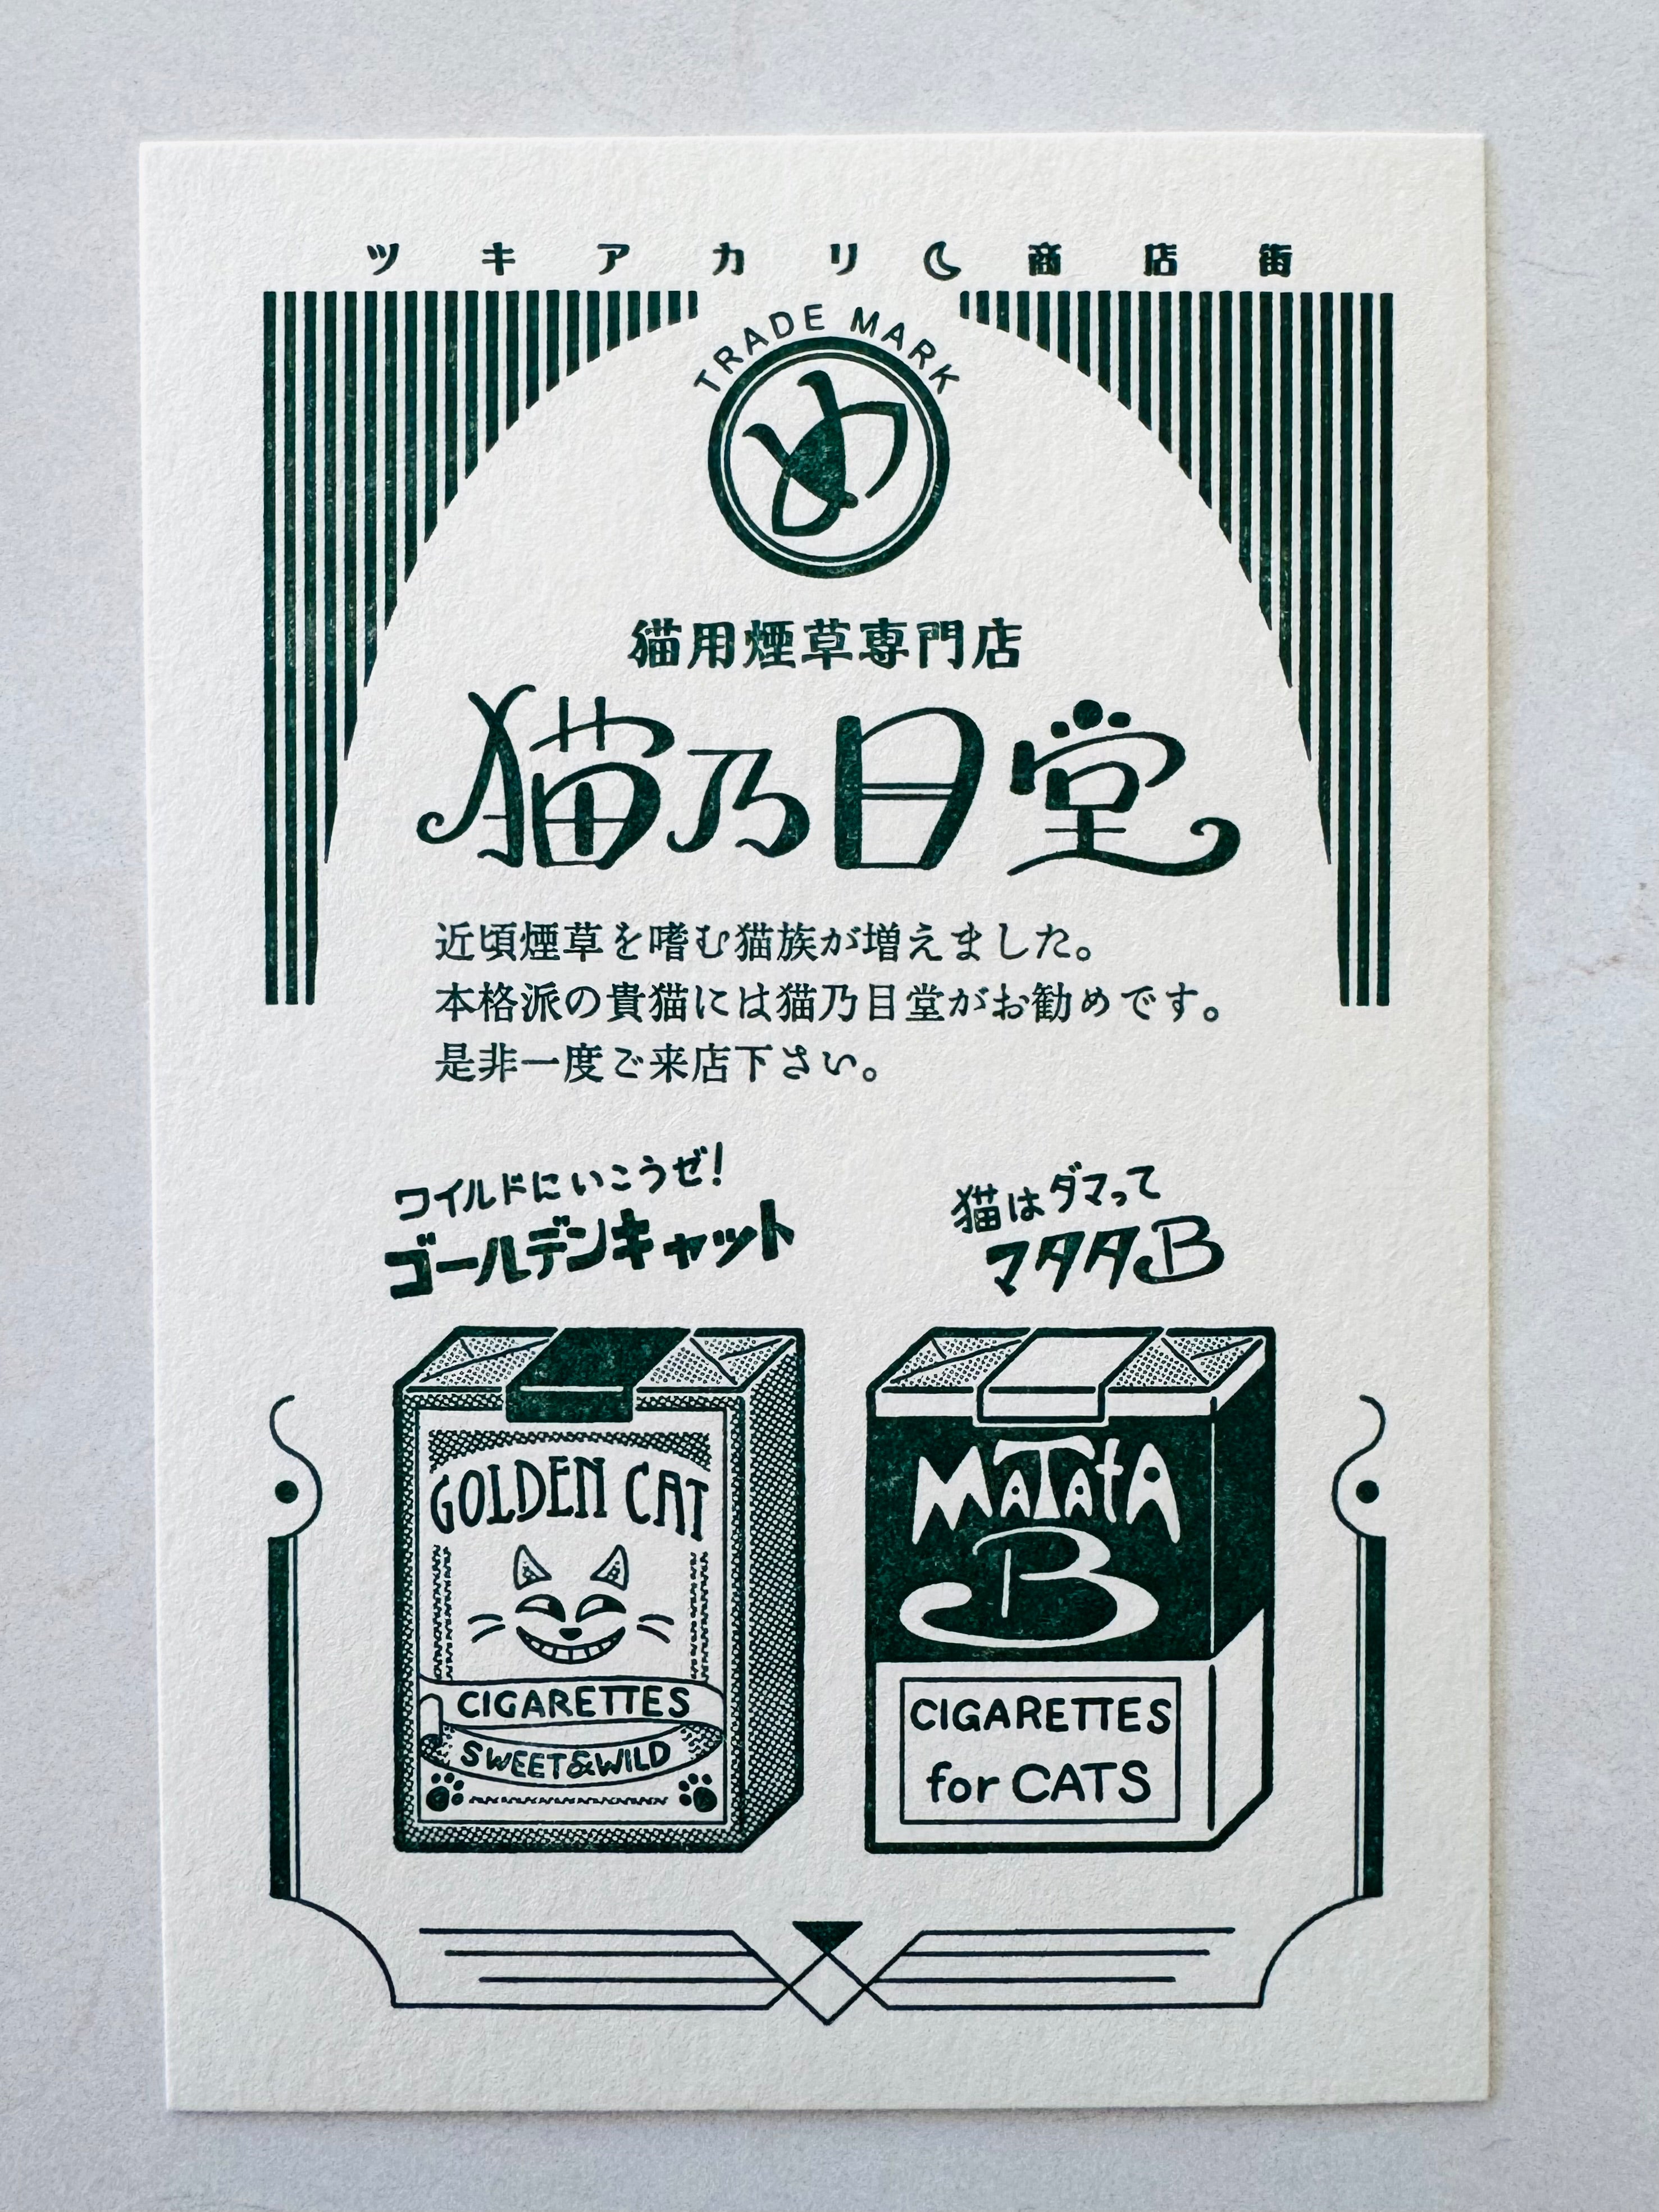 ツキアカリ商店街
TRADE MARK
め
猫用煙草専門店
猫乃目堂
近頃煙草を嗜む猫族が増えました。
本格派の貴猫には猫乃目堂がお勧めです。
是非一度ご来店下さい。
ワイルドにいこうゼ!
ゴールデンキャット
猫はダマって
マタタB
GOLDEN CAT
CIGARETTES
SWEET&WILD
MATATA
B
CIGARETTES
for CATS